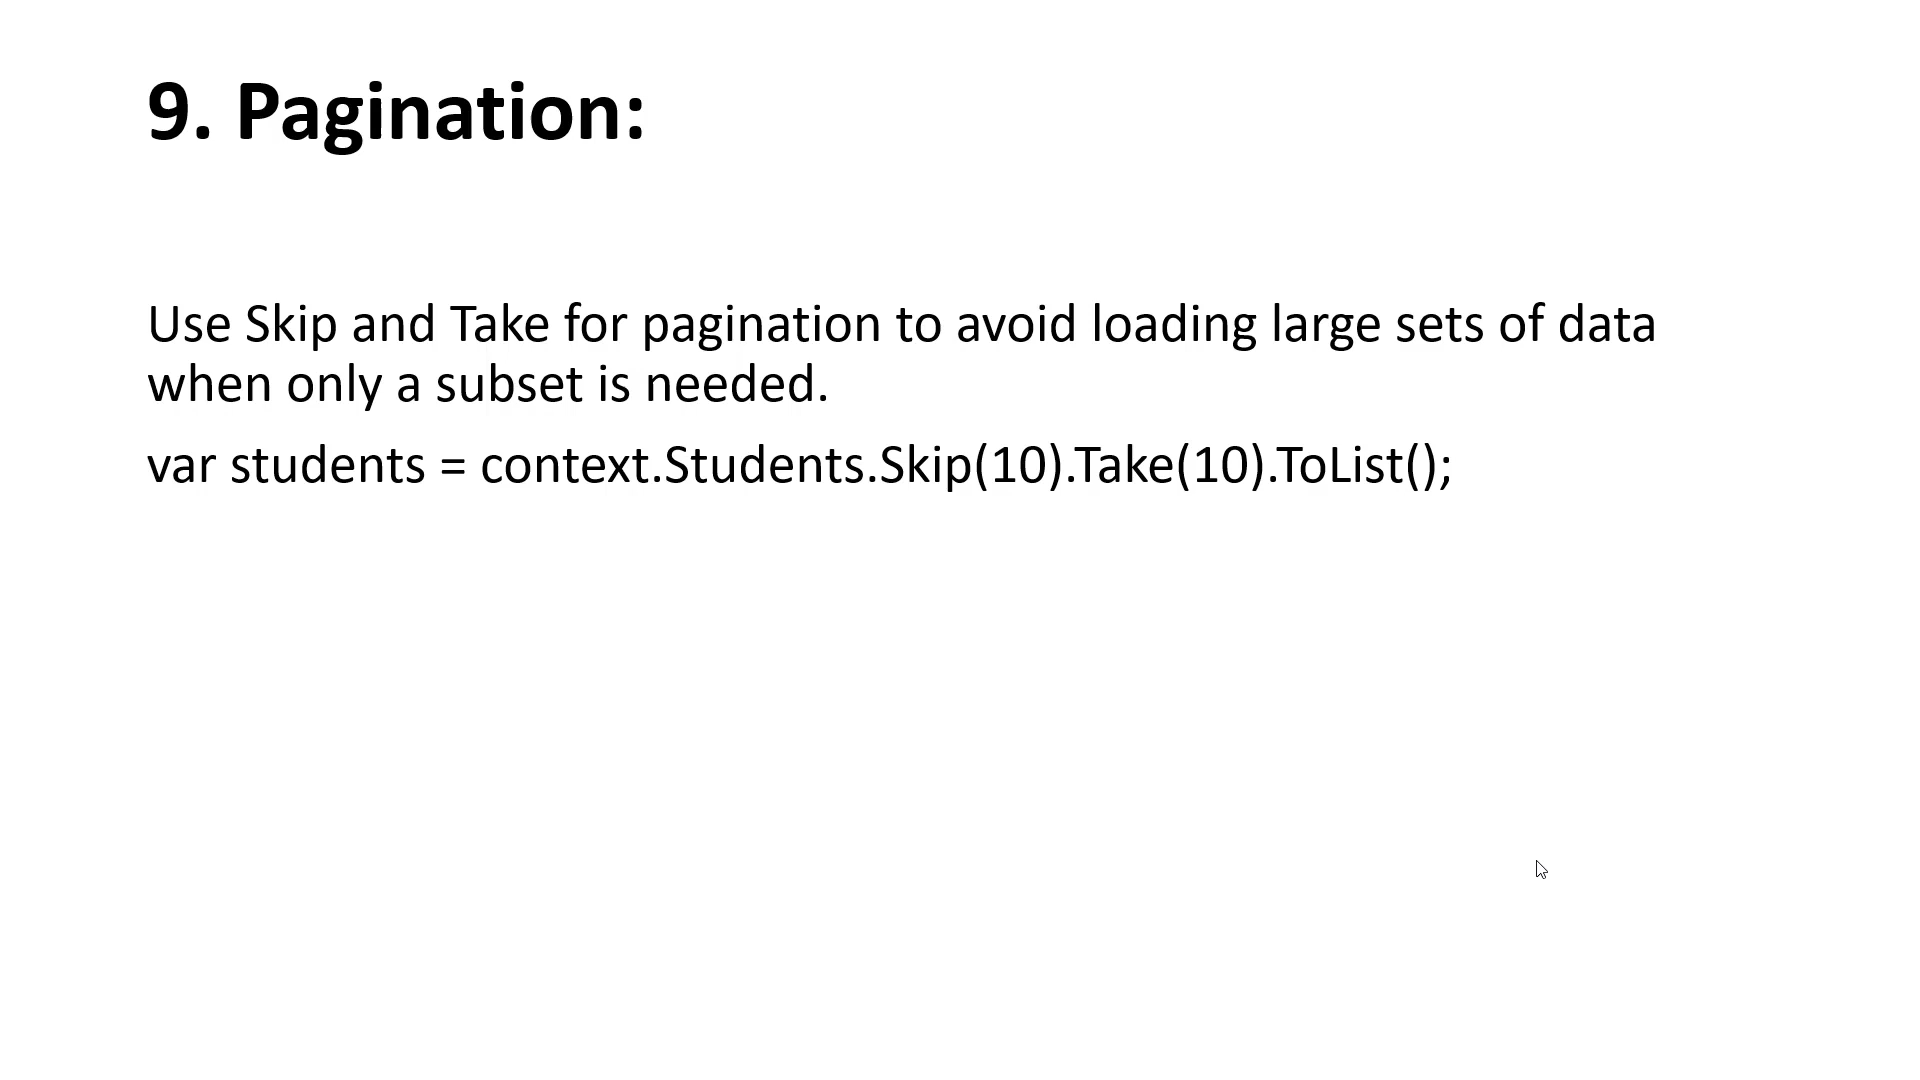 9. Pagination:
Use Skip and Take for pagination to avoid loading large sets of data
when only a subset is needed.
var students = context.Students.Skip(10).Take(10).ToList();